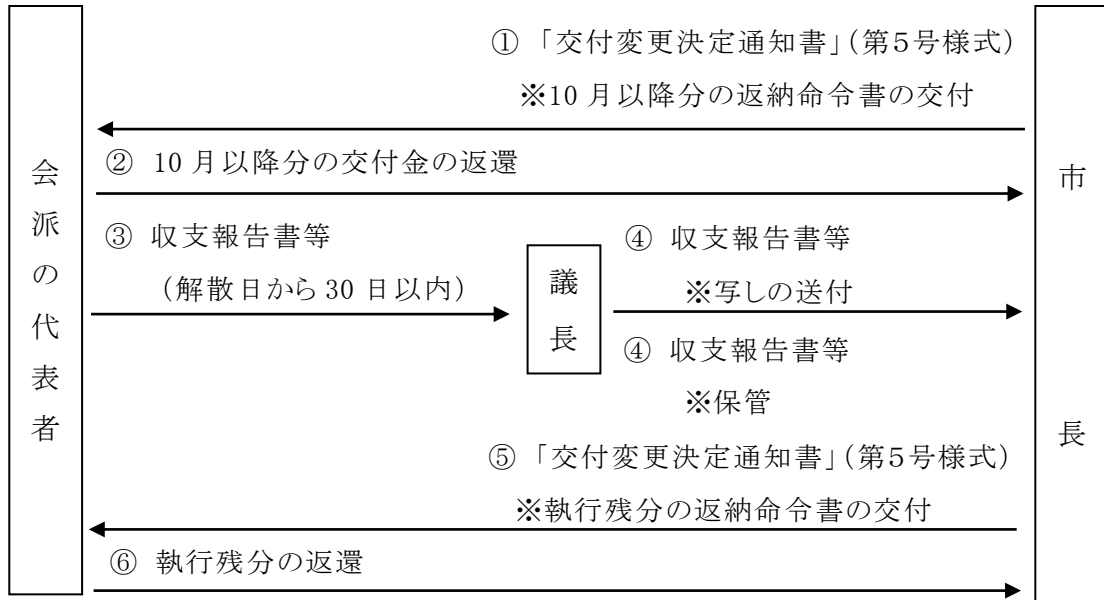 ① 「交付変更決定通知書」（第５号様式）
※10 月以降分の返納命令書の交付
② 10 月以降分の交付金の返還
会派の代表者
市長
③ 収支報告書等
（解散日から 30 日以内）
議長
④ 収支報告書等
※写しの送付
④ 収支報告書等
※保管
⑤ 「交付変更決定通知書」（第５号様式）
※執行残分の返納命令書の交付
⑥ 執行残分の返還